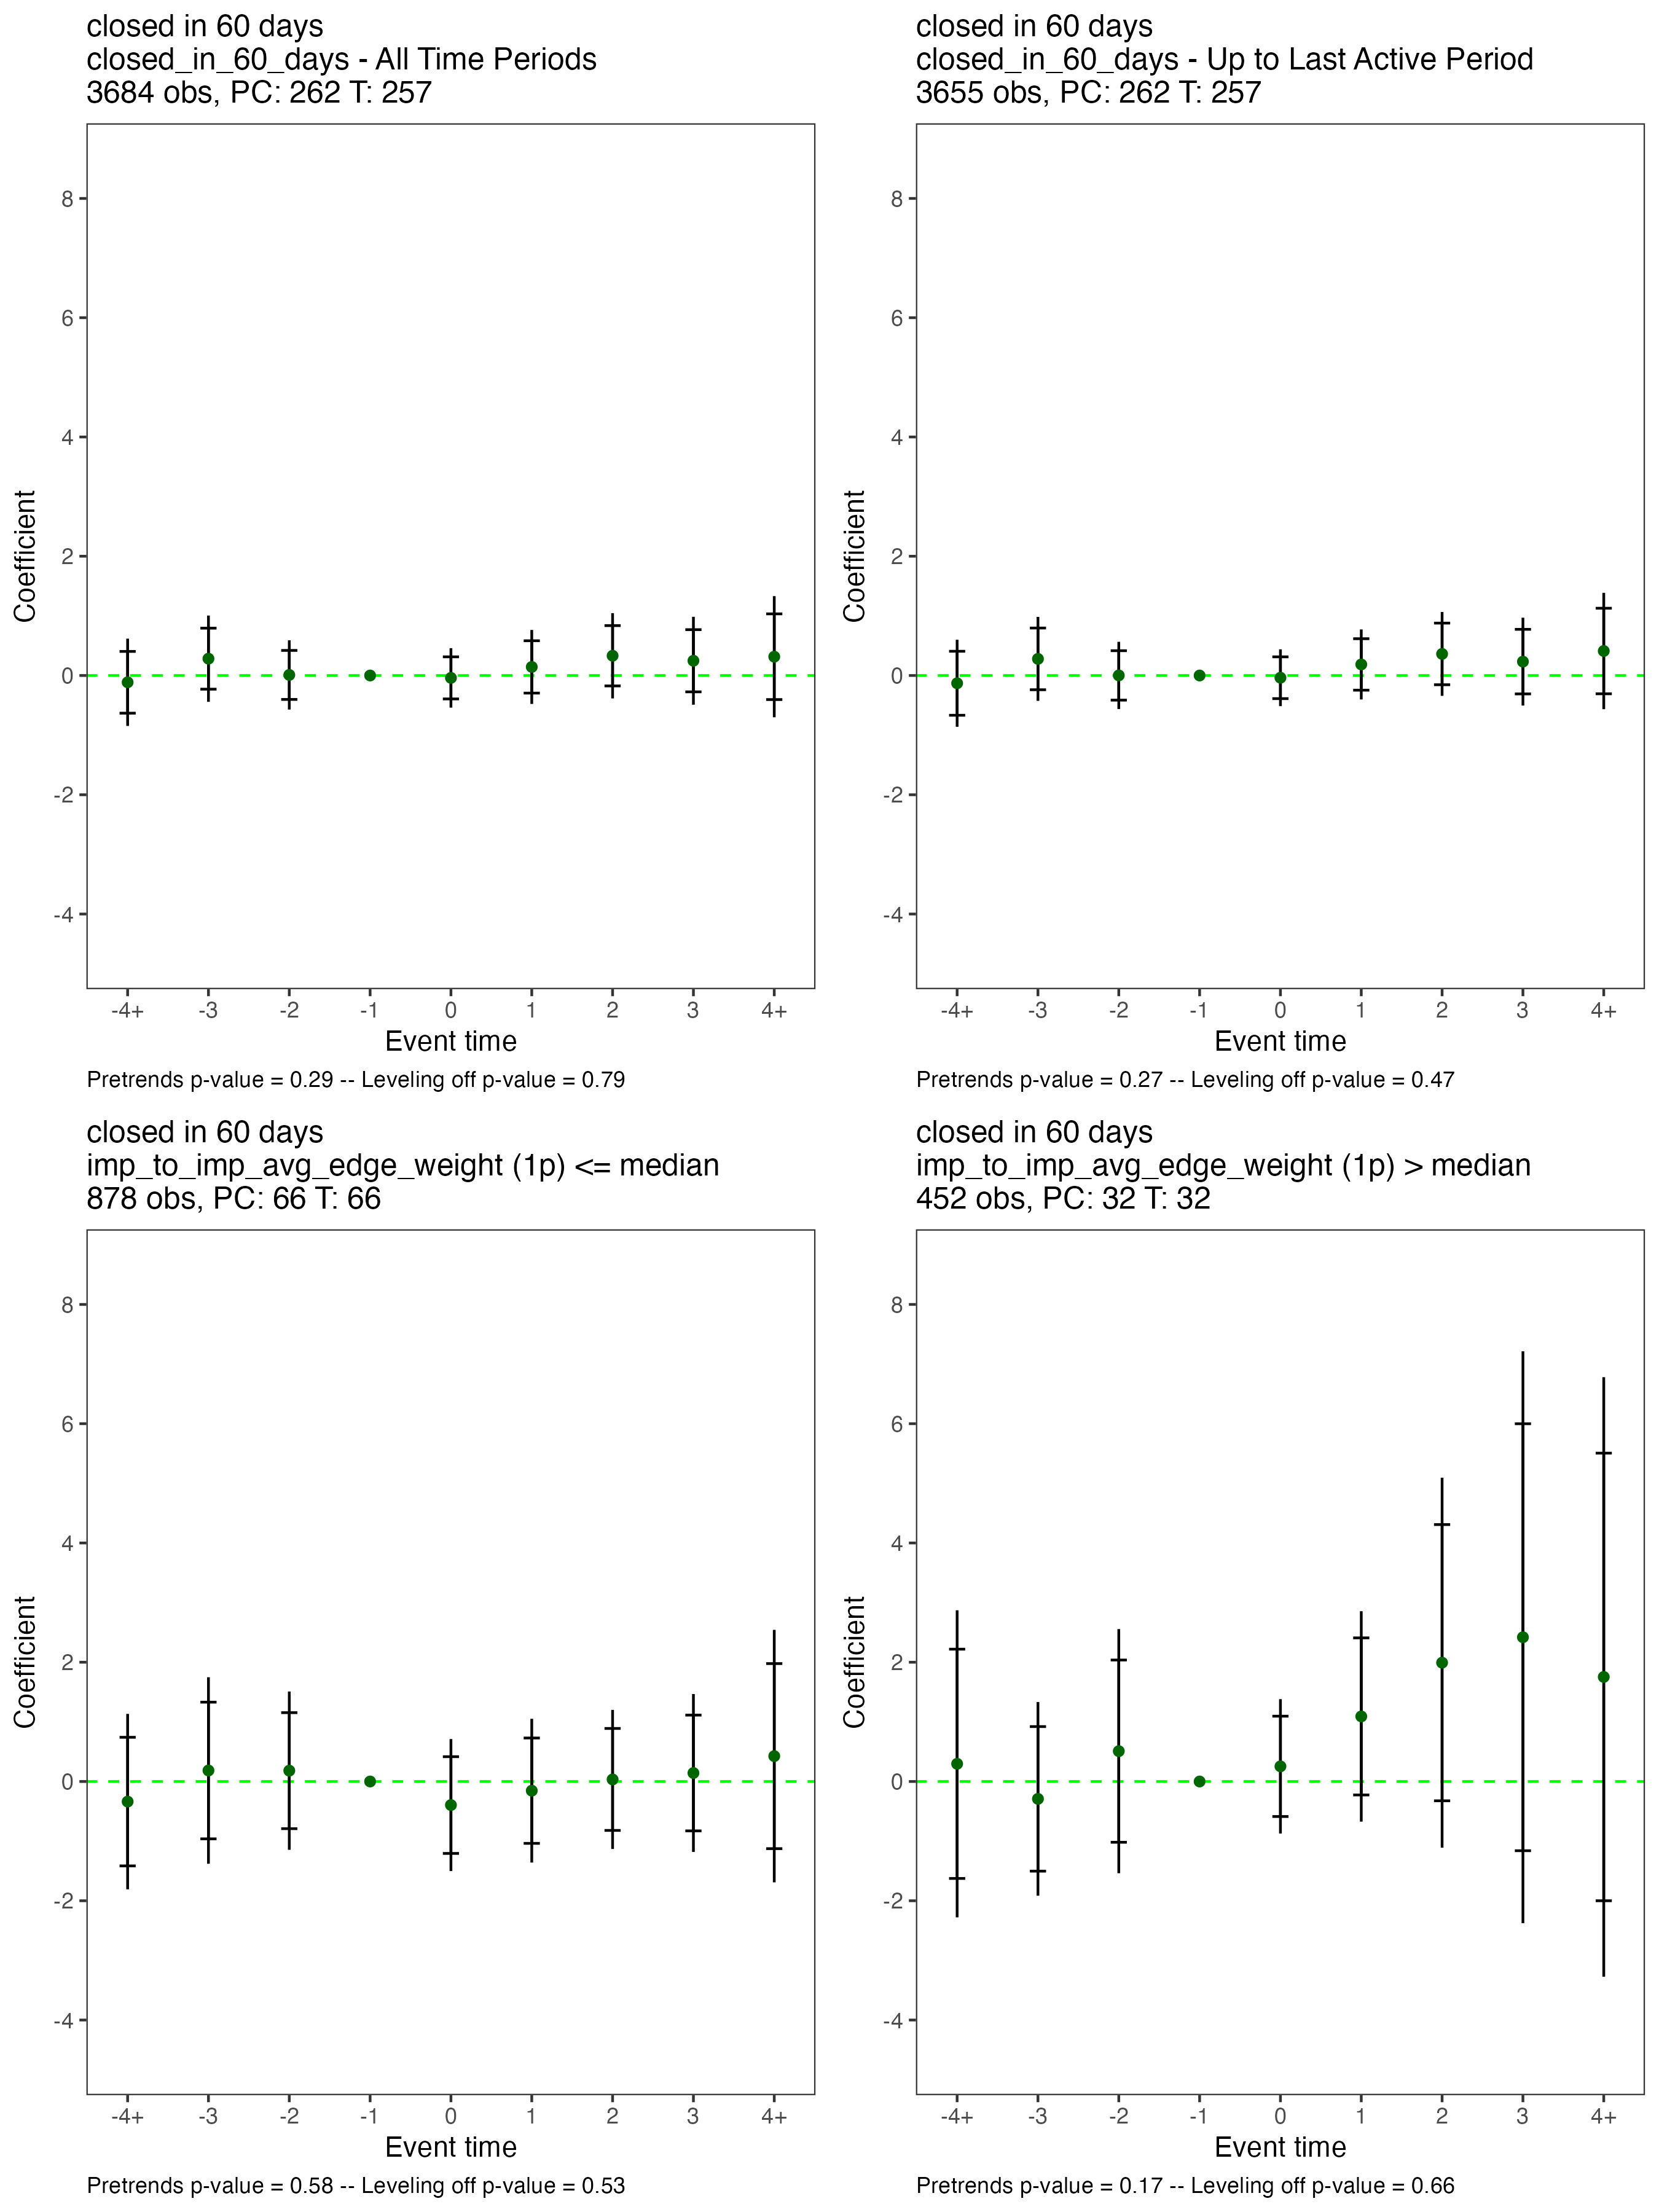 closed in 60 days
closed_in_60_days - All Time Periods
3684 obs, PC: 262 T: 257
8
6
4
2
0
-2
-4
Coefficient
-4+ -3 -2 -1 0 1 2 3 4+
Event time
Pretrends p-value = 0.29 -- Leveling off p-value = 0.79
closed in 60 days
closed_in_60_days - Up to Last Active Period
3655 obs, PC: 262 T: 257
8
6
4
2
0
-2
-4
Coefficient
-4+ -3 -2 -1 0 1 2 3 4+
Event time
Pretrends p-value = 0.27 -- Leveling off p-value = 0.47
closed in 60 days
imp_to_imp_avg_edge_weight (1p) <= median
878 obs, PC: 66 T: 66
8
6
4
2
0
-2
-4
Coefficient
-4+ -3 -2 -1 0 1 2 3 4+
Event time
Pretrends p-value = 0.58 -- Leveling off p-value = 0.53
closed in 60 days
imp_to_imp_avg_edge_weight (1p) > median
452 obs, PC: 32 T: 32
8
6
4
2
0
-2
-4
Coefficient
-4+ -3 -2 -1 0 1 2 3 4+
Event time
Pretrends p-value = 0.17 -- Leveling off p-value = 0.66